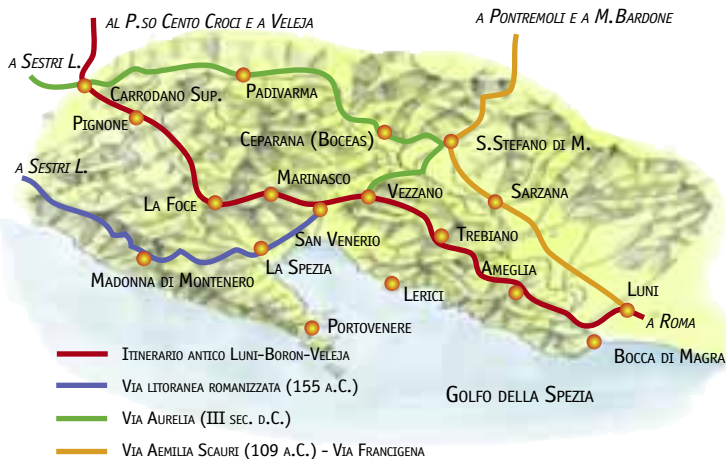 AL P.SO CENTO CROCI E A VELEJA
A PONTREMOLI E A M.BARDONE
A SESTRI L.
CARRODANO SUP.
PADIVARMA
PIGNONE
CEPARANA (BOCEAS)
S.STEFANO DI M.
A SESTRI L.
MARINASCO
VEZZANO
SARZANA
LA FOCE
SAN VENERIO
TREBIANO
LA SPEZIA
MADONNA DI MONTENERO
AMEGLIA
LERICI
LUNI
A ROMA
PORTOVENERE
BOCCA DI MAGRA
ITINERARIO ANTICO LUNI-BORON-VELEJA
VIA LITORANEA ROMANIZZATA (155 A.C.)
GOLFO DELLA SPEZIA
VIA AURELIA (III SEC. D.C.)
VIA AEMILIA SCAURI (109 A.C.) - VIA FRANCIGENA